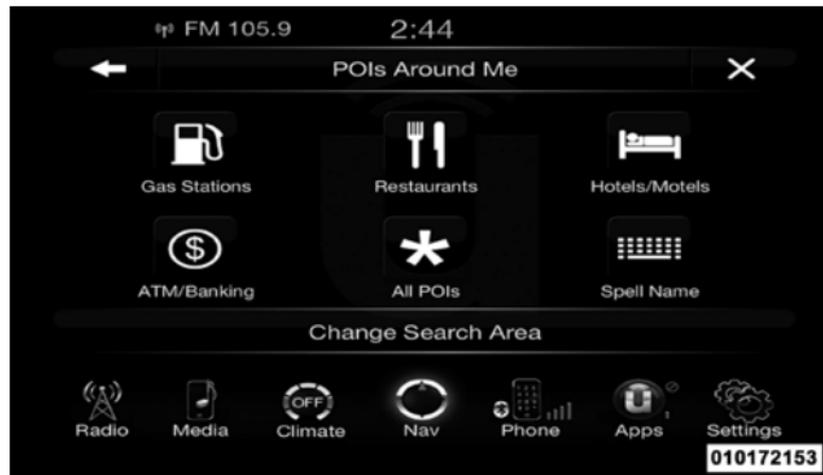 FM 105.9 2:44
POIs Around Me
Gas Stations Restaurants Hotels/Motels
$
ATM/Banking All POIs Spell Name
Change Search Area
OFF
Radio Media Climate Nav Phone Apps Settings
010172153